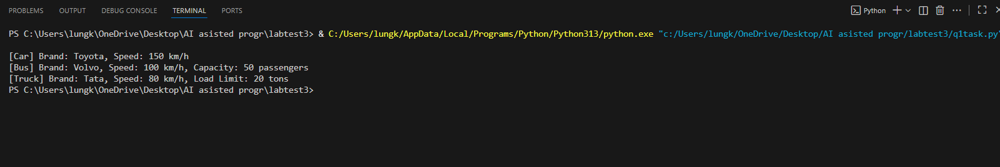 PROBLEMS OUTPUT DEBUG CONSOLE TERMINAL PORTS Python
PS C:\Users\lungk\OneDrive\Desktop\AI asisted progr\labtest3> & C:/Users/lungk/AppData/Local/Programs/Python/Python313/python.exe "c:/Users/lungk/OneDrive/Desktop/AI asisted progr/labtest3/q1task.py"
[Car] Brand: Toyota, Speed: 150 km/h
[Bus] Brand: Volvo, Speed: 100 km/h, Capacity: 50 passengers
[Truck] Brand: Tata, Speed: 80 km/h, Load Limit: 20 tons
PS C:\Users\lungk\OneDrive\Desktop\AI asisted progr\labtest3>